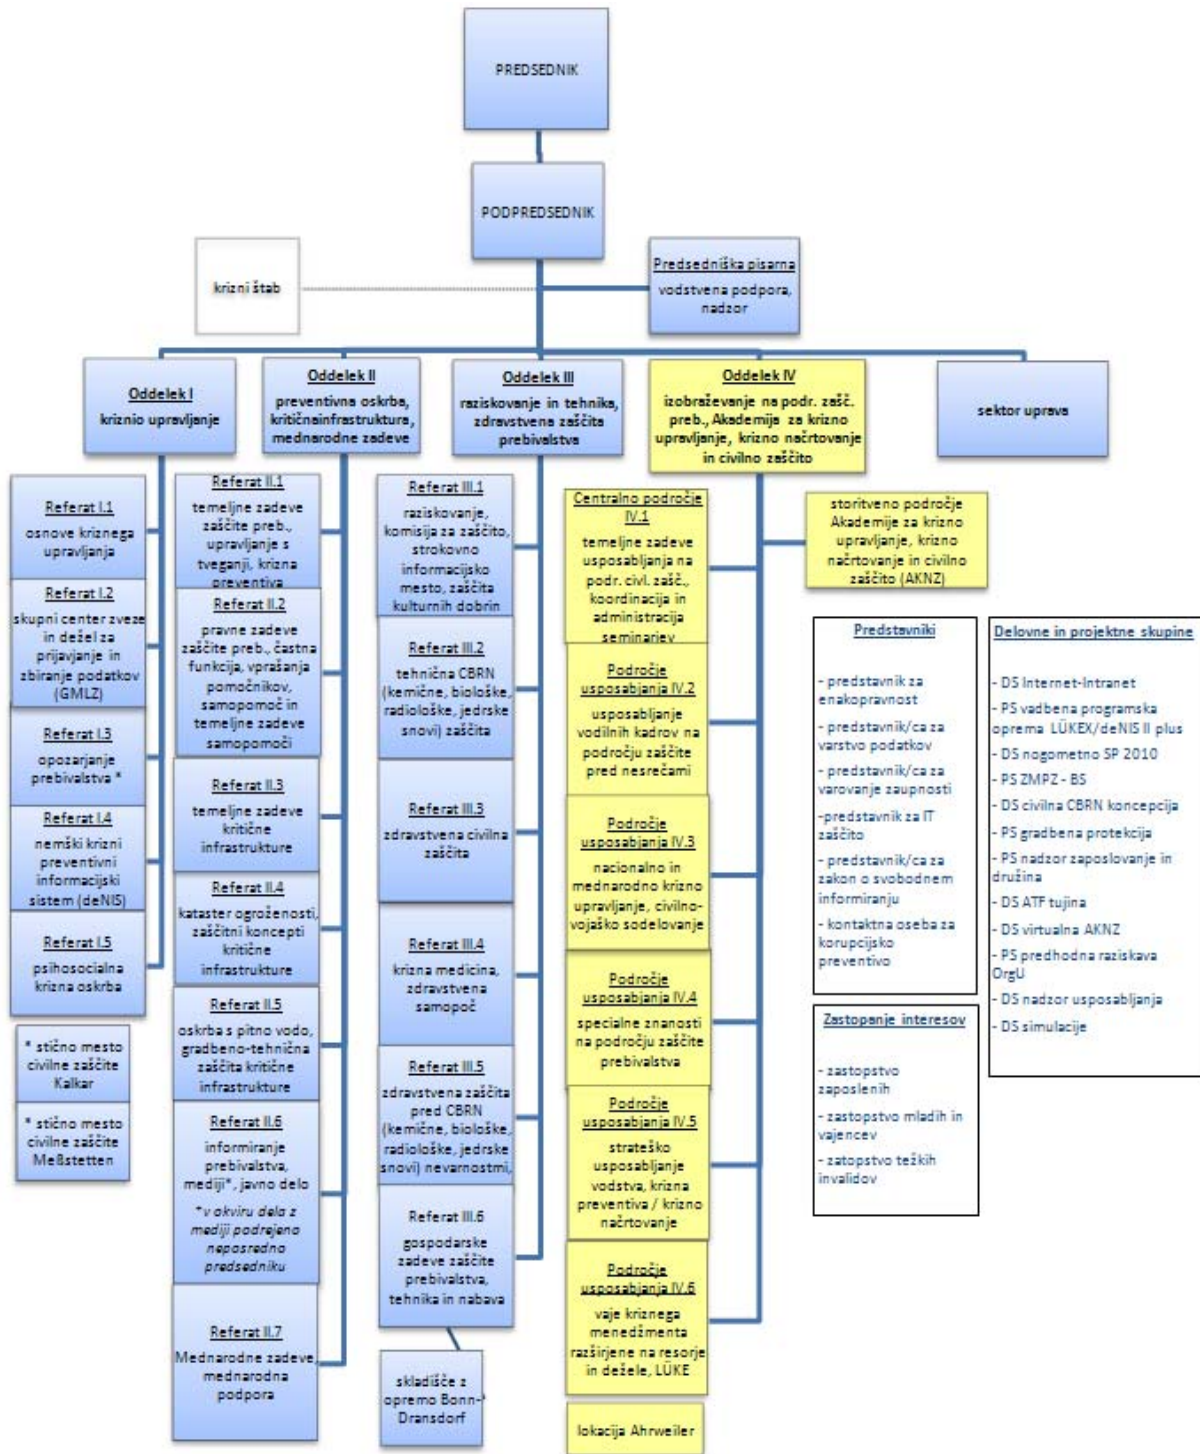 PREDSEDNIK
PODPREDSEDNIK
krizni štab
Predsedniška pisarna
vodstvena podpora,
nadzor
Oddelek I
kriznio upravljanje
Oddelek II
preventivna oskrba,
kritičnainfrastruktura,
mednarodne zadeve
Oddelek III
raziskovanje in tehnika,
zdravstvena zaščita
prebivalstva
Oddelek IV
izobraževanje na podr. zašč.
preb., Akademija za krizno
upravljanje, krizno načrtovanje
in civilno zaščito
sektor uprava
Referat I.1
osnove kriznega
upravljanja
Referat I.2
skupni center zveze
in dežel za
prijavjanje in
zbiranje podatkov
(GMLZ)
Referat I.3
opozarjanje
prebivalstva *
Referat I.4
nemški krizni
preventivni
informacijski
sistem (deNIS)
Referat I.5
psihosocialna
krizna oskrba
* stično mesto
civilne zaščite
Kalkar
* stično mesto
civilne zaščite
Meßstetten
Referat II.1
temeljne zadeve
zaščite preb.,
upravljanje s
tveganji, krizna
preventiva
Referat II.2
pravne zadeve
zaščite preb., častna
funkcija, vprašanja
pomočnikov,
samopomoč in
temeljne zadeve
samopomoči
Referat II.3
temeljne zadeve
kritične
infrastrukture
Referat II.4
kataster ogroženosti,
zaščitni koncepti
kritične
infrastrukture
Referat II.5
oskrba s pitno vodo,
gradbeno-tehnična
zaščita kritične
infrastrukture
Referat II.6
informiranje
prebivalstva,
mediji*, javno delo
*v okviru dela z
mediji podrejeno
neposredno
predsedniku
Referat II.7
Mednarodne zadeve,
mednarodna
podpora
Referat III.1
raziskovanje,
komisija za zaščito,
strokovno
informacijsko
mesto, zaščita
kulturnih dobrin
Referat III.2
tehnična CBRN
(kemične, biološke,
radiološke, jedrske
snovi) zaščita
Referat III.3
zdravstvena civilna
zaščita
Referat III.4
krizna medicina,
zdravstvena
samopoč
Referat III.5
zdravstvena zaščita
pred CBRN
(kemične, biološke,
radiološke, jedrske
snovi) nevarnostmi,
Referat III.6
gospodarske
zadeve zaščite
prebivalstva,
tehnika in nabava
skladišče z
opremo Bonn-
Dransdorf
Centralno področje
IV.1
temeljne zadeve
usposabljanja na
podr. civl. zašč.,
koordinacija in
administracija
seminarjev
Področje
usposabjanja IV.2
usposabljanje
vodilnih kadrov na
področju zaščite
pred nesrečami
Področje
usposabjanja IV.3
nacionalno in
mednarodno krizno
upravljanje, civilno-
vojaško sodelovanje
Področje
usposabjanja IV.4
specialne znanosti
na področju zaščite
prebivalstva
Področje
usposabjanja IV.5
strateško
usposabljanje
vodstva, krizna
preventiva / krizno
načrtovanje
Področje
usposabjanja IV.6
vaje kriznega
menedžmenta
razširjene na resorje
in dežele, LÜKE
lokacija Ahrweiler
storitveno področje
Akademije za krizno
upravljanje, krizno
načrtovanje in civilno
zaščito (AKNZ)
Predstavniki
- predstavnik za
enakopravnost
- predstavnik/ca za
varstvo podatkov
- predstavnik/ca za
varovanje zaupnosti
-predstavnik za IT
zaščito
- predstavnik/ca za
zakon o svobodnem
informiranju
- kontaktna oseba za
korupcijsko
preventivo
Zastopanje interesov
- zastopstvo
zaposlenih
- zastopstvo mladih in
vajencev
- zatopstvo težkih
invalidov
Delovne in projektne skupine
- DS Internet-Intranet
- PS vadbena programska
oprema LÜKEX/deNIS II plus
- DS nogometno SP 2010
- PS ZMPZ - BS
- DS civilna CBRN koncepcija
- PS gradbena protekcija
- PS nadzor zaposlovanje in
družina
- DS ATF tujina
- DS virtualna AKNZ
- PS predhodna raziskava
OrgU
- DS nadzor usposabljanja
- DS simulacije